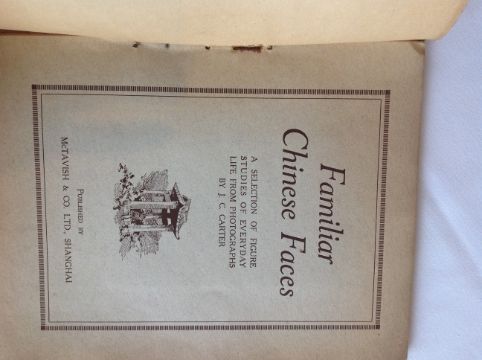 Familiar
Chinese Faces
A SELECTION OF FIGURE
STUDIES OF EVERYDAY
LIFE FROM PHOTOGRAPHS
BY J. C. CARTER
PUBLISHED BY
McTAVISH & CO. LTD., SHANGHAI